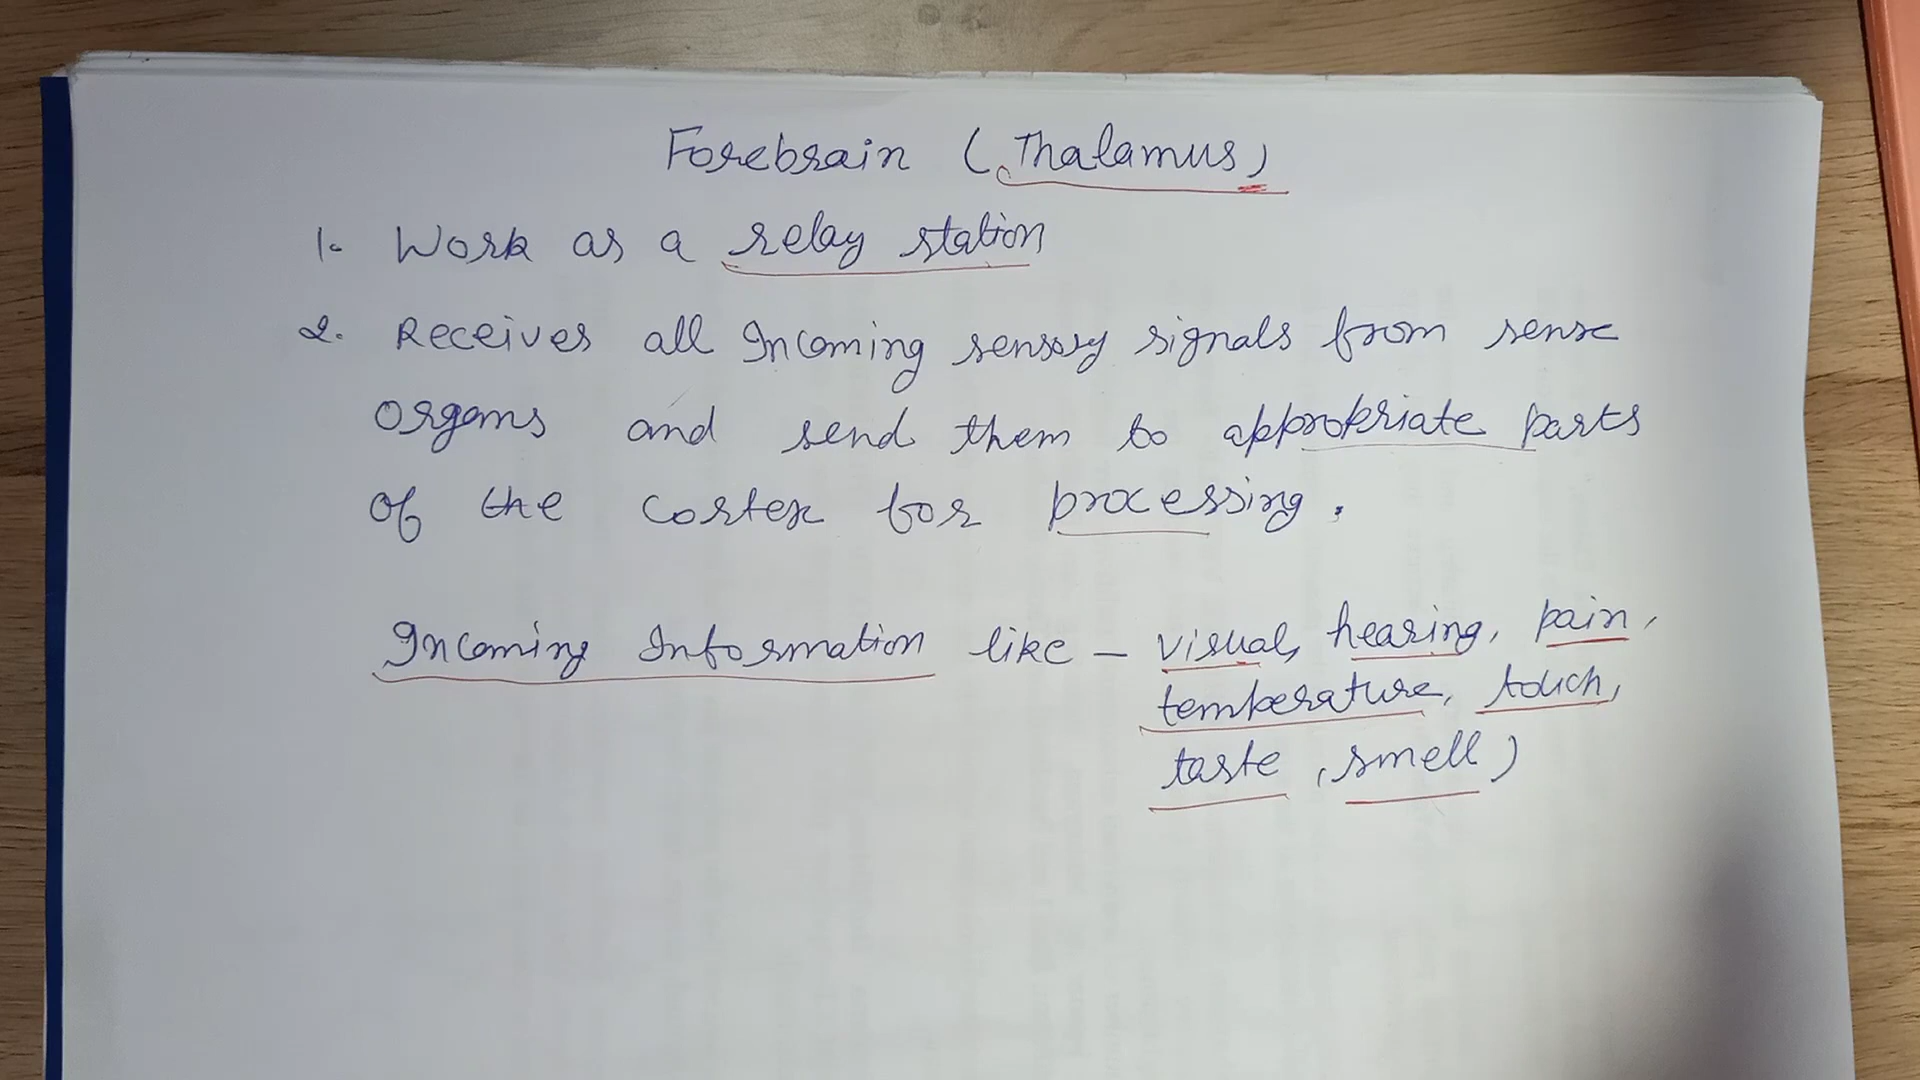 Forebrain (Thalamus)
1. Work as a relay station
2. Receives all Incoming sensory signals from sense
organs and send them to appropriate parts
of the cortex for processing.
Incoming Information like - visual, hearing, pain,
temperature, touch,
taste, smell)